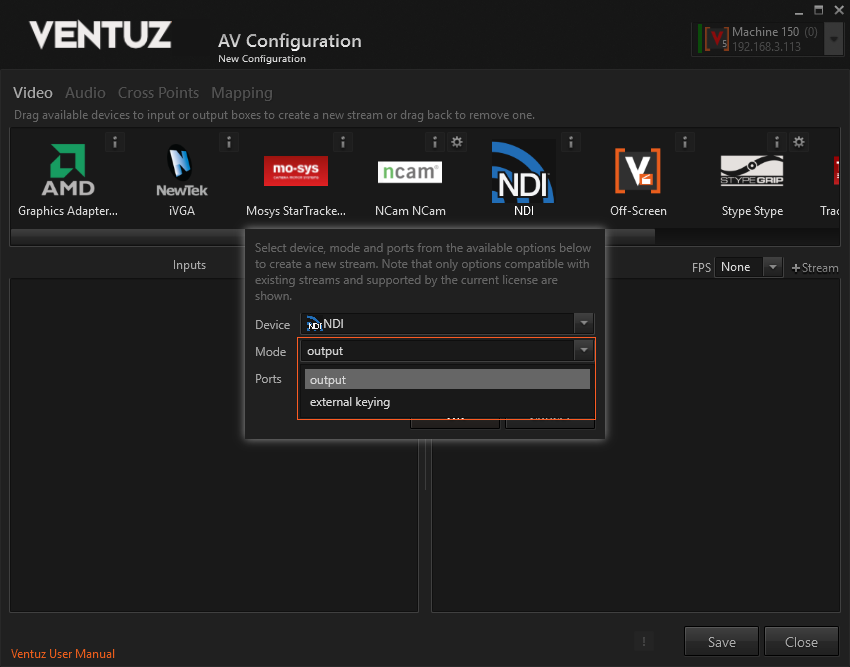 VENTUZ
AV Configuration
New Configuration
Machine 150 (0)
192.168.3.113
Video Audio Cross Points Mapping
Drag available devices to input or output boxes to create a new stream or drag back to remove one.
AMD
NewTek
mo-sys
ncam
NDI
STYPEGRIP
Graphics Adapter...
iVGA
Mosys StarTracke...
NCam NCam
NDI
Off-Screen
Stype Stype
Trac
Inputs
FPS None
+Stream
Select device, mode and ports from the available options below
to create a new stream. Note that only options compatible with
existing streams and supported by the current license are
shown.
Device NDI NDI
Mode output
Ports
output
external keying
Save
Close
Ventuz User Manual